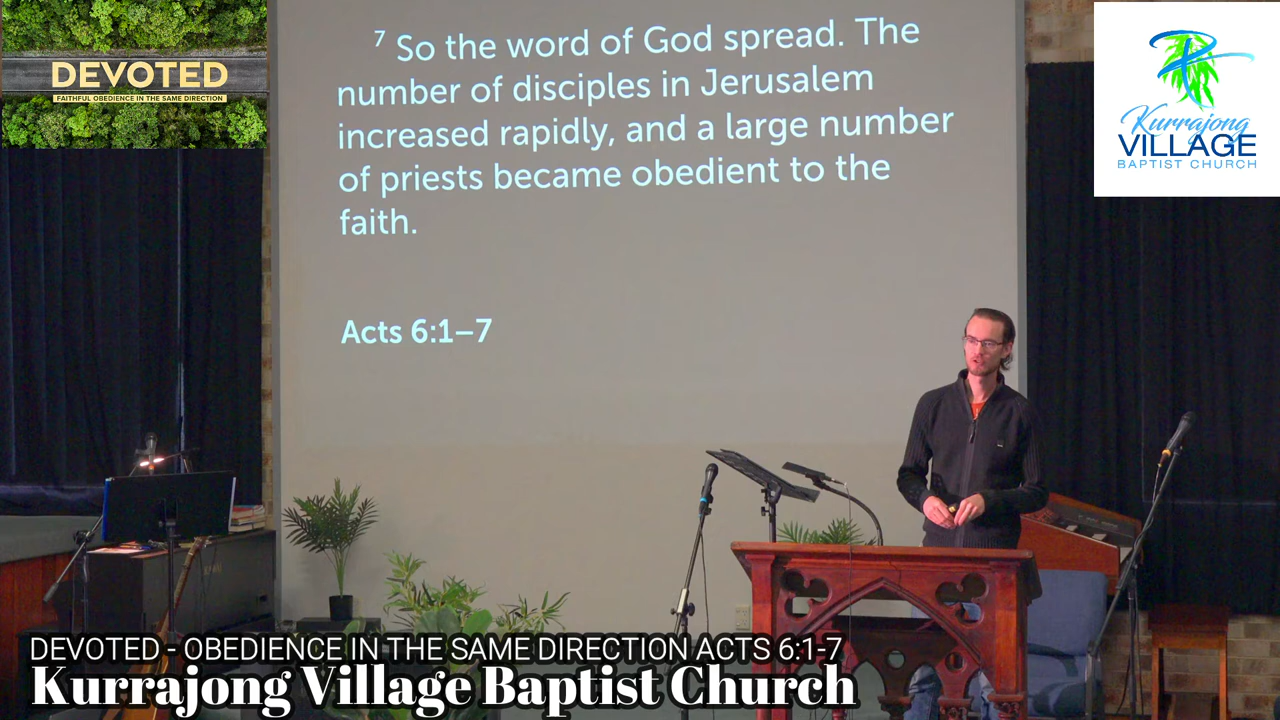 DEVOTED
FAITHFUL OBEDIENCE IN THE SAME DIRECTION
7 So the word of God spread. The
number of disciples in Jerusalem
increased rapidly, and a large number
of priests became obedient to the
faith.
Acts 6:1–7
Kurrajong
VILLAGE
BAPTIST CHURCH
DEVOTED - OBEDIENCE IN THE SAME DIRECTION ACTS 6:1-7
Kurrajong Village Baptist Church